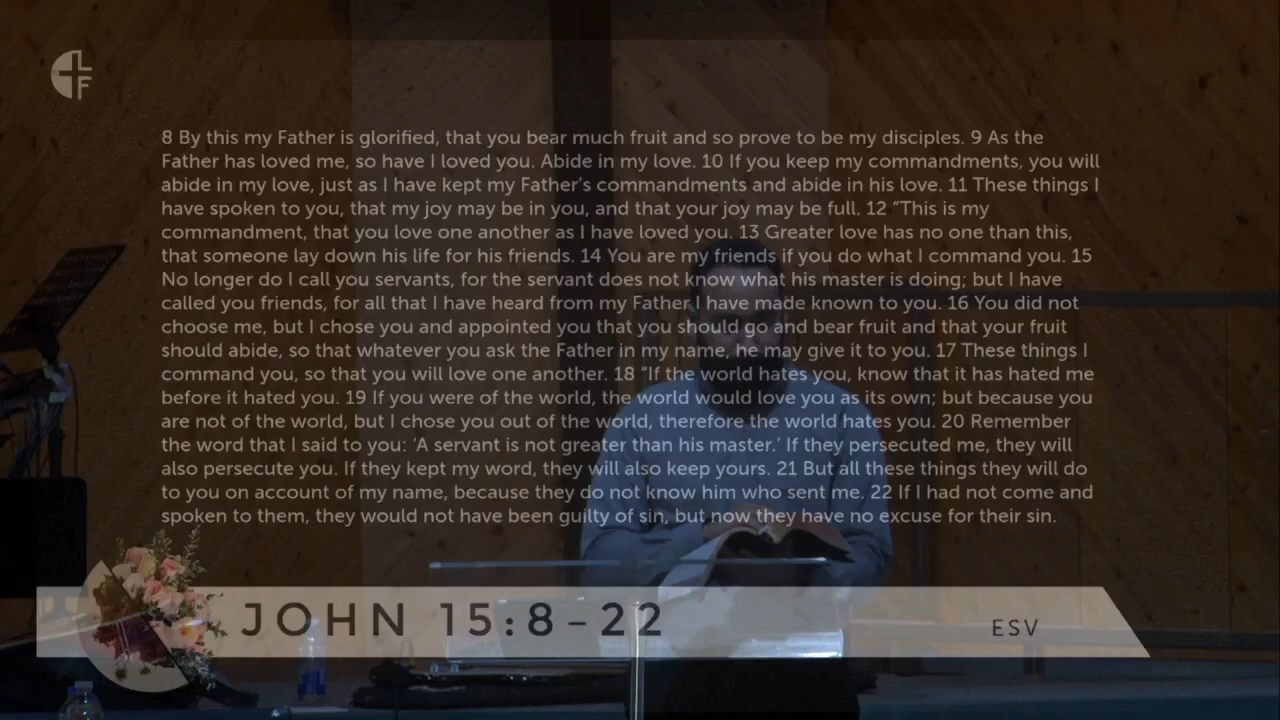 LF
8 By this my Father is glorified, that you bear much fruit and so prove to be my disciples. 9 As the
Father has loved me, so have I loved you. Abide in my love. 10 If you keep my commandments, you will
abide in my love, just as I have kept my Father’s commandments and abide in his love. 11 These things I
have spoken to you, that my joy may be in you, and that your joy may be full. 12 “This is my
commandment, that you love one another as I have loved you. 13 Greater love has no one than this,
that someone lay down his life for his friends. 14 You are my friends if you do what I command you. 15
No longer do I call you servants, for the servant does not know what his master is doing; but I have
called you friends, for all that I have heard from my Father I have made known to you. 16 You did not
choose me, but I chose you and appointed you that you should go and bear fruit and that your fruit
should abide, so that whatever you ask the Father in my name, he may give it to you. 17 These things I
command you, so that you will love one another. 18 “If the world hates you, know that it has hated me
before it hated you. 19 If you were of the world, the world would love you as its own; but because you
are not of the world, but I chose you out of the world, therefore the world hates you. 20 Remember
the word that I said to you: ‘A servant is not greater than his master.’ If they persecuted me, they will
also persecute you. If they kept my word, they will also keep yours. 21 But all these things they will do
to you on account of my name, because they do not know him who sent me. 22 If I had not come and
spoken to them, they would not have been guilty of sin, but now they have no excuse for their sin.
JOHN 15:8-22
ESV